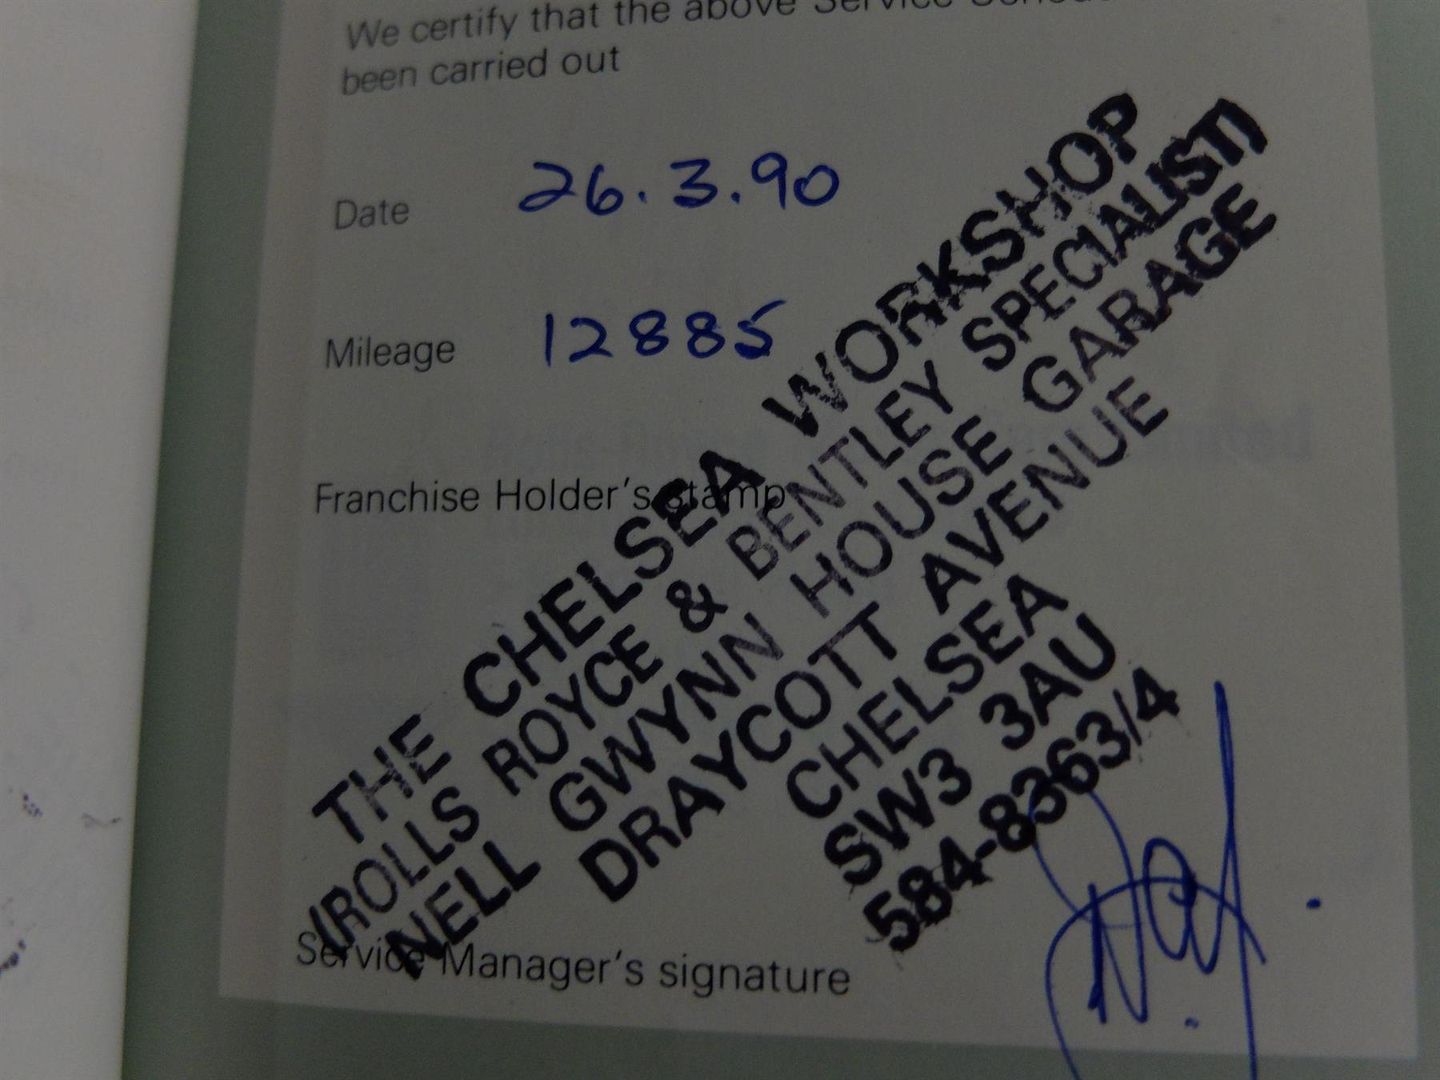 We certify that the above Service
been carried out
Date 26.3.90
Mileage 12885
Franchise Holder's stamp
THE CHELSEA WORKSHOP
(ROLLS ROYCE & BENTLEY SPECIALIST)
NELL GWYNN HOUSE GARAGE
DRAYCOTT AVENUE
CHELSEA
SW3 3AU
584-8363/4
Service Manager's signature